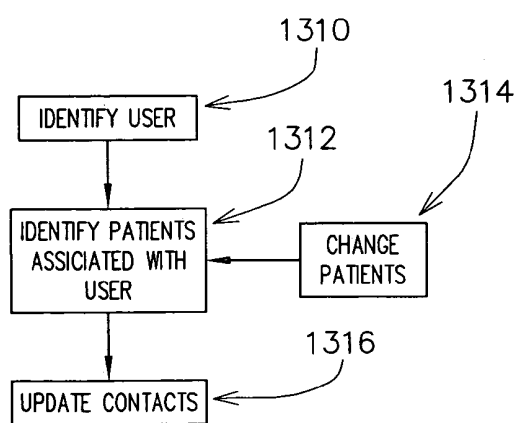 1310
IDENTIFY USER
1314
1312
IDENTIFY PATIENTS
ASSICIATED WITH
USER
CHANGE
PATIENTS
1316
UPDATE CONTACTS